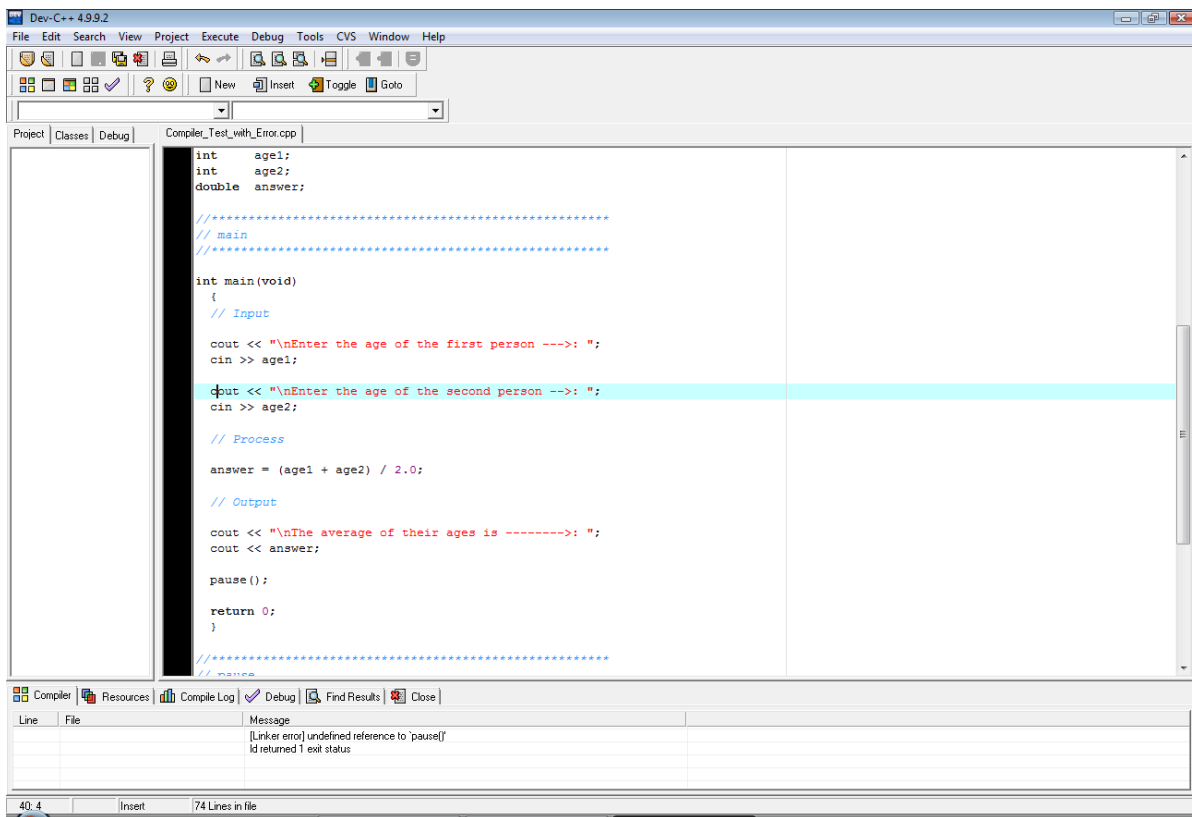 Dev-C++ 4.9.9.2
File Edit Search View Project Execute Debug Tools CVS Window Help
New Insert Toggle Goto
Project Classes Debug Compiler_Test_with_Error.cpp
int     age1;
int     age2;
double  answer;
//******************************************************
// main
//******************************************************
int main(void)
{
// Input
cout << "\nEnter the age of the first person --->: ";
cin >> age1;
cout << "\nEnter the age of the second person -->: ";
cin >> age2;
// Process
answer = (age1 + age2) / 2.0;
// Output
cout << "\nThe average of their ages is -------->: ";
cout << answer;
pause();
return 0;
}
//******************************************************
// pause
Compiler Resources Compile Log Debug Find Results Close
Line File Message
[Linker error] undefined reference to `pause()'
ld returned 1 exit status
40: 4 Insert 74 Lines in file